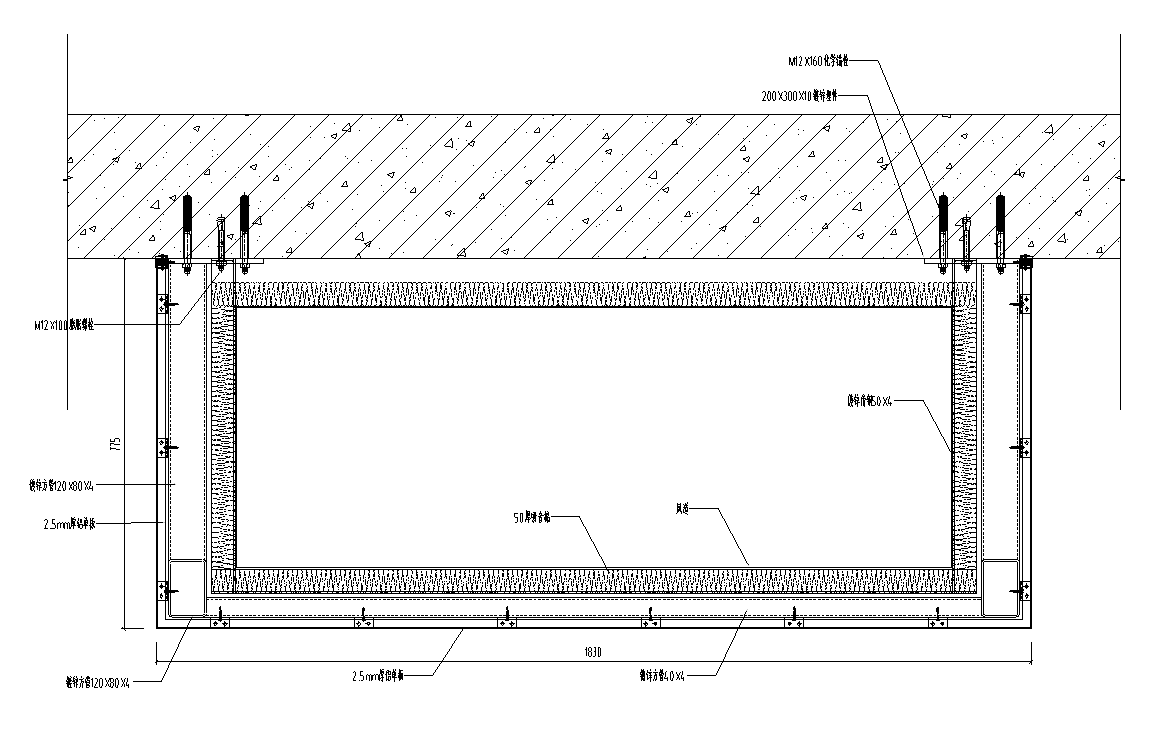 M12X160化学锚栓
200X300X10镀锌埋件
M12X100膨胀螺栓
镀锌角钢50X4
775
镀锌方管120X80X4
2.5mm厚铝单板
50厚吸音棉
风道
1830
镀锌方管120X80X4
2.5mm厚铝单板
镀锌方管40X4